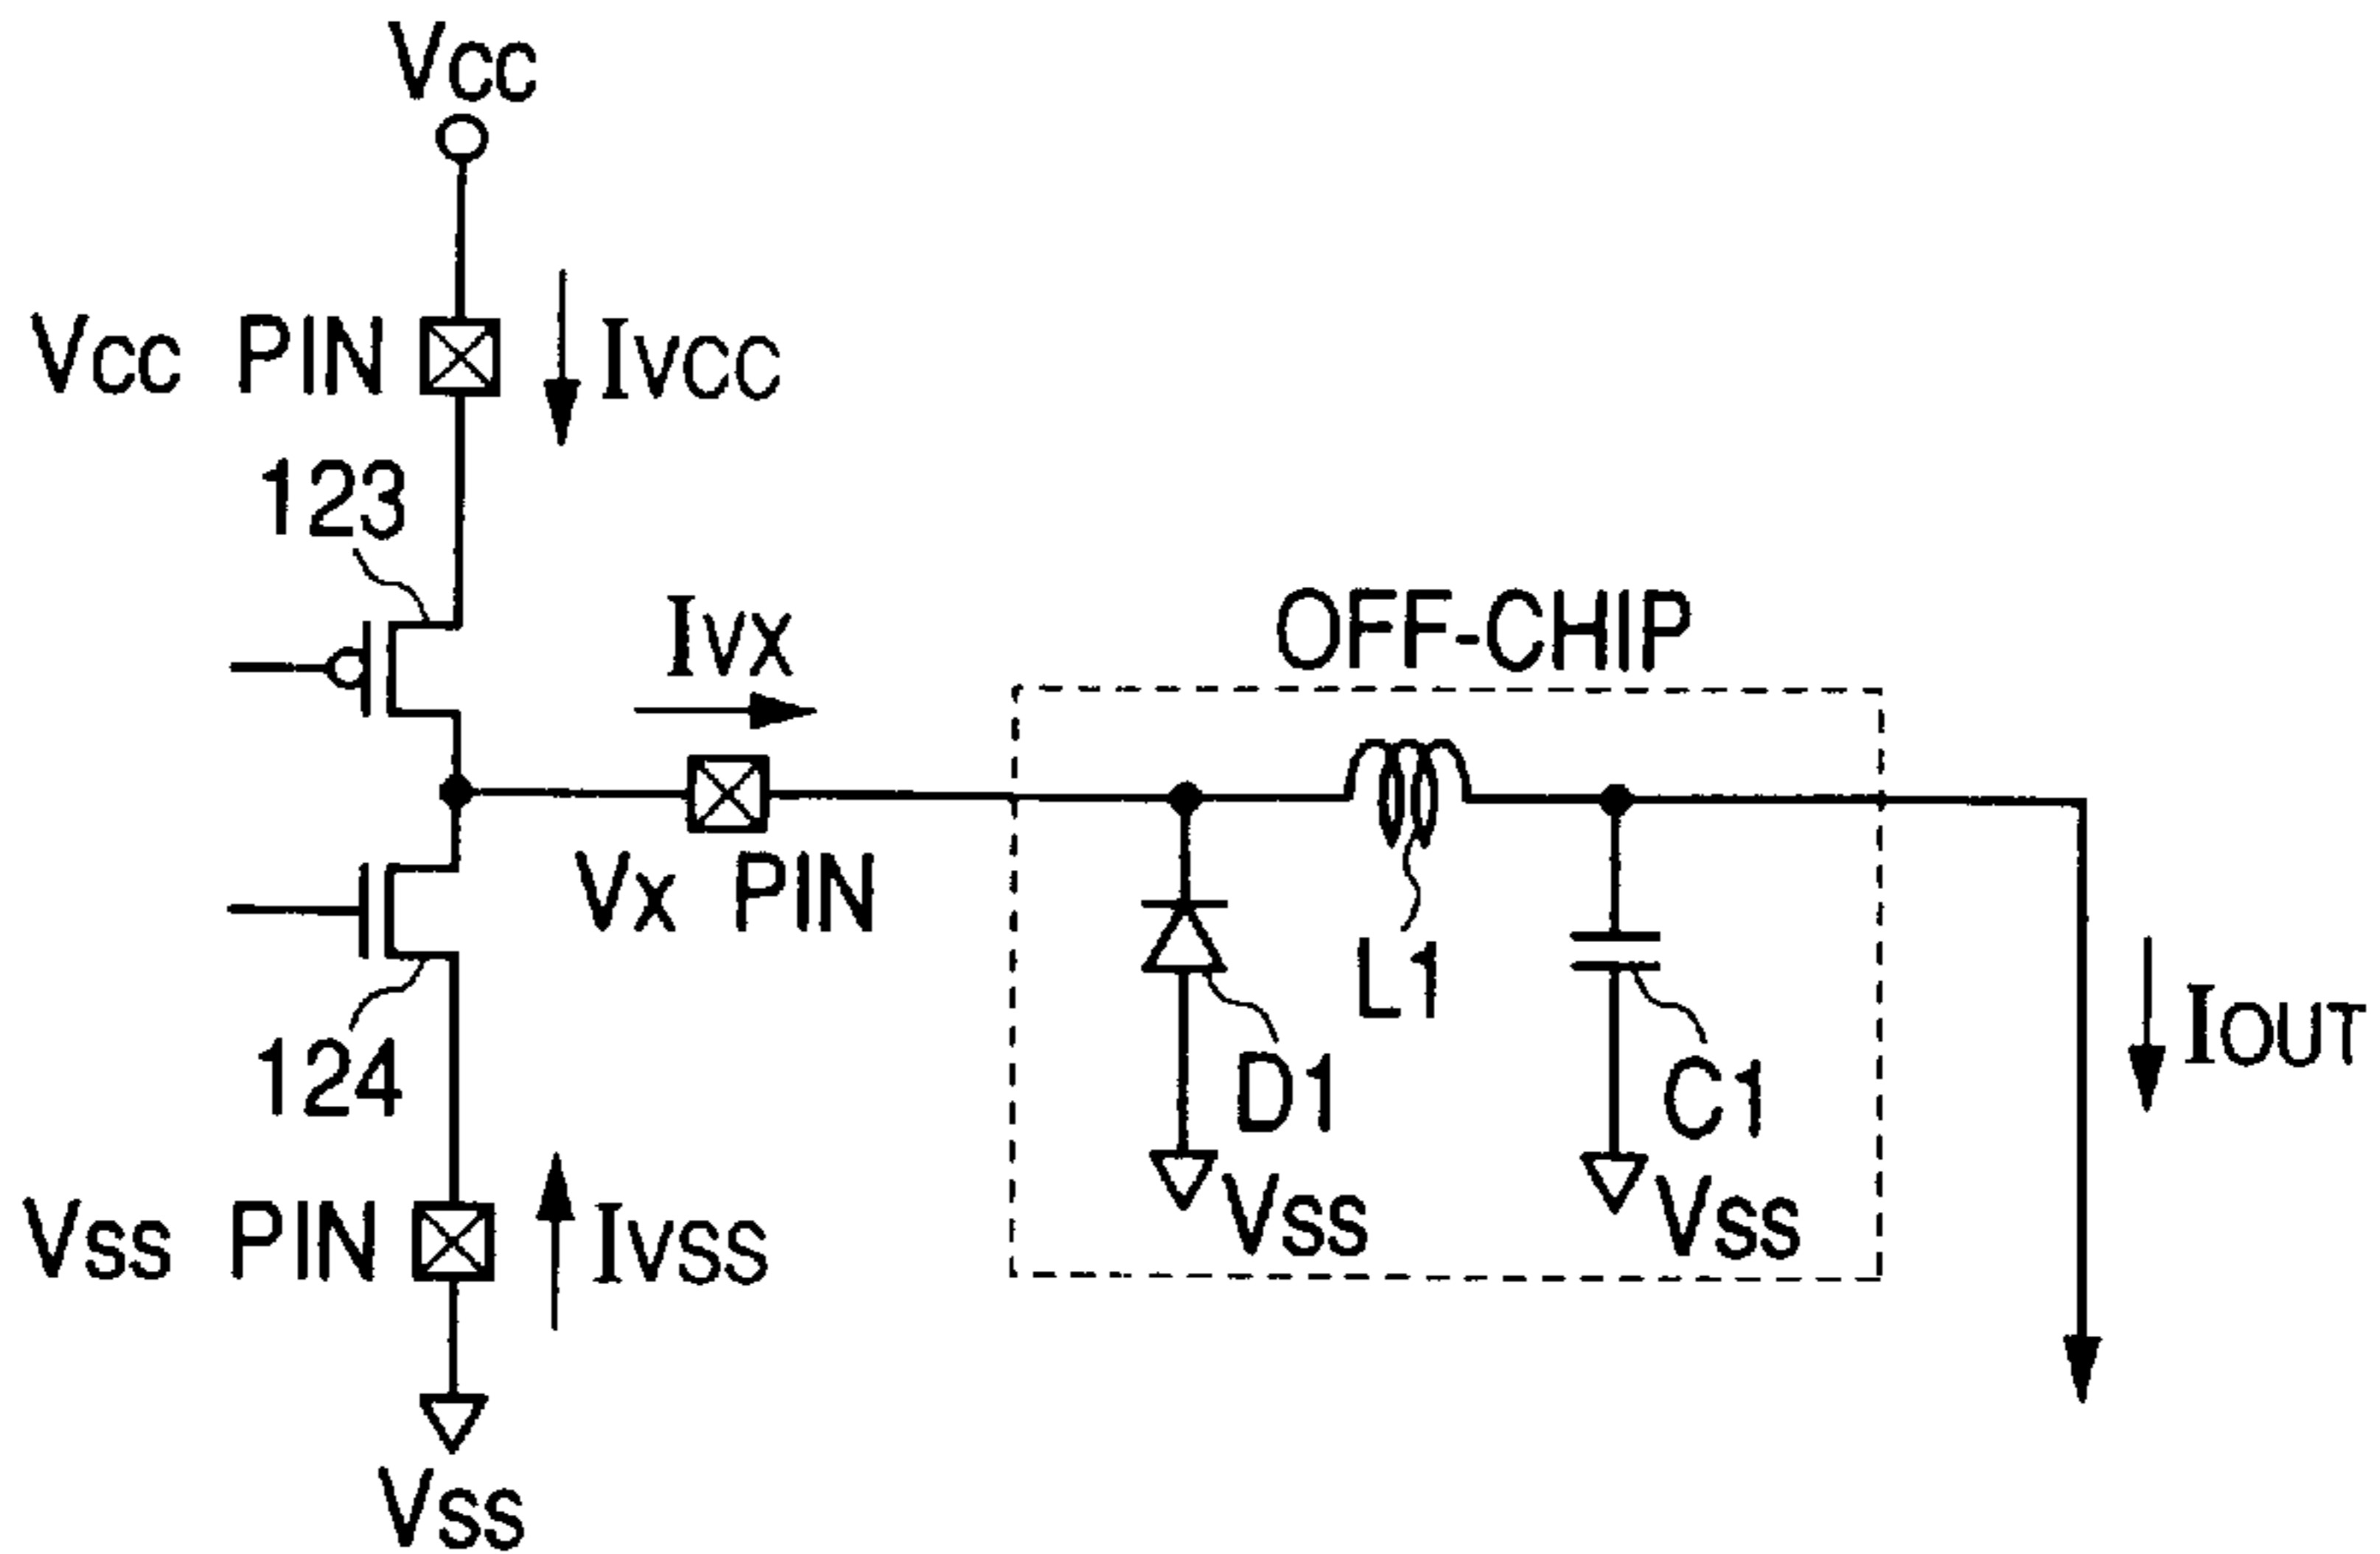 Vcc
Vcc PIN
IVCC
123
IVX
OFF-CHIP
Vx PIN
L1
124
D1
C1
IOUT
Vss PIN
IVSS
Vss
Vss
Vss